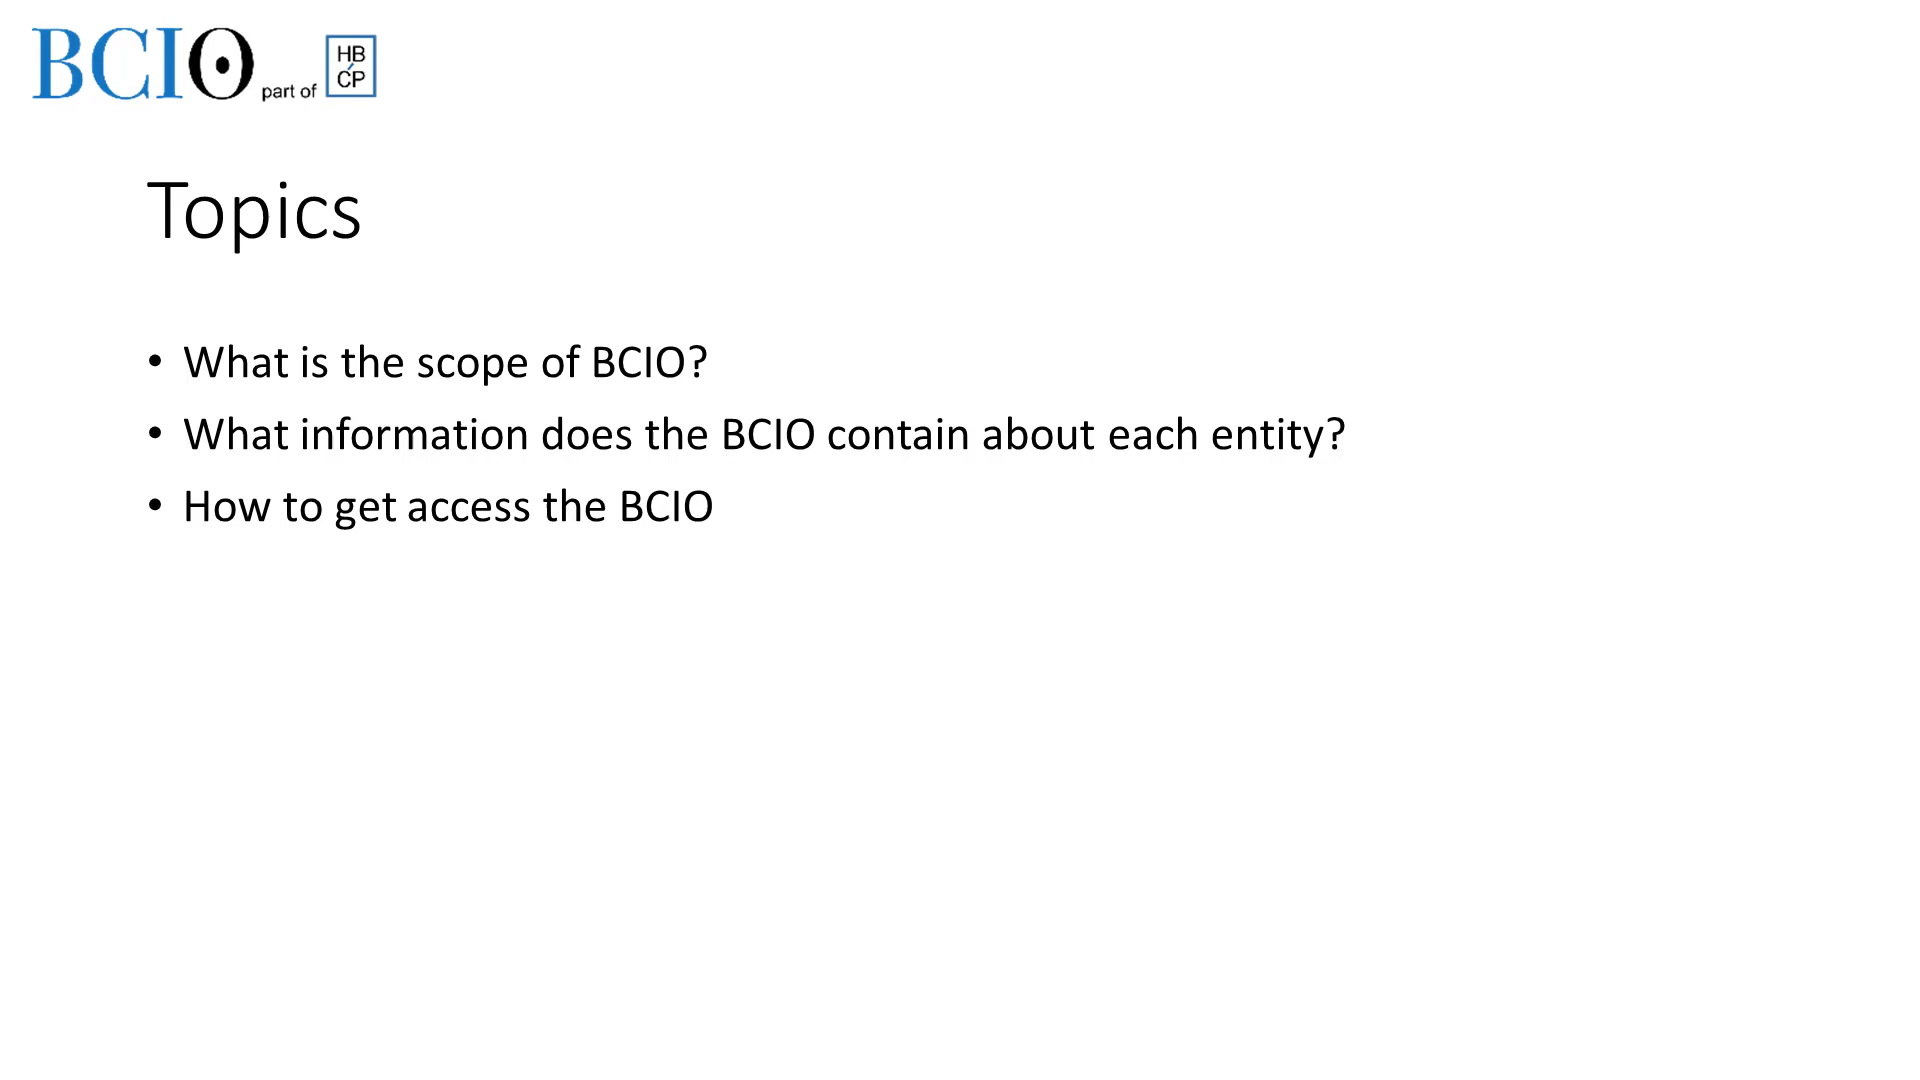 BCIO part of HB CP
Topics
• What is the scope of BCIO?
• What information does the BCIO contain about each entity?
• How to get access the BCIO